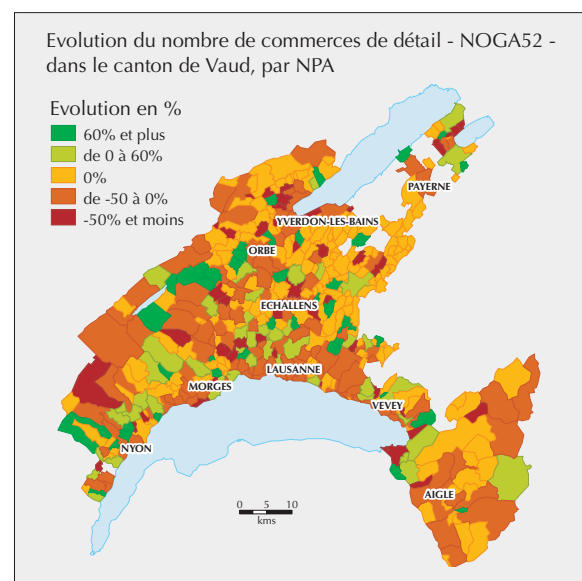 Evolution du nombre de commerces de détail - NOGA52 -
dans le canton de Vaud, par NPA
Evolution en %
60% et plus
de 0 à 60%
0%
de -50 à 0%
-50% et moins
PAYERNE
YVERDON-LES-BAINS
ORBE
ECHALLENS
LAUSANNE
MORGES
VEVEY
NYON
AIGLE
0 5 10
kms